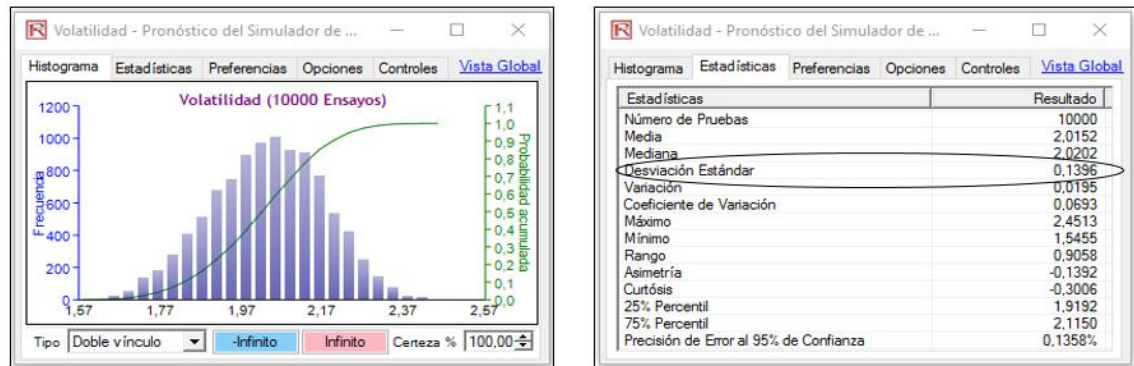 Volatilidad - Pronóstico del Simulador de ...
Histograma Estadísticas Preferencias Opciones Controles Vista Global
Volatilidad (10000 Ensayos)
Frecuencia
1200
1000
800
600
400
200
0
1,57 1,77 1,97 2,17 2,37 2,57
1,1
1,0
0,9
0,8
0,7
0,6
0,5
0,4
0,3
0,2
0,1
0,0
Probabilidad acumulada
Tipo Doble vínculo -Infinito Infinito Certeza % 100,00
Volatilidad - Pronóstico del Simulador de ...
Histograma Estadísticas Preferencias Opciones Controles Vista Global
Estadísticas Resultado
Número de Pruebas 10000
Media 2,0152
Mediana 2,0202
Desviación Estándar 0,1396
Variación 0,0195
Coeficiente de Variación 0,0693
Máximo 2,4513
Mínimo 1,5455
Rango 0,9058
Asimetría -0,1392
Curtósis -0,3006
25% Percentil 1,9192
75% Percentil 2,1150
Precisión de Error al 95% de Confianza 0,1358%